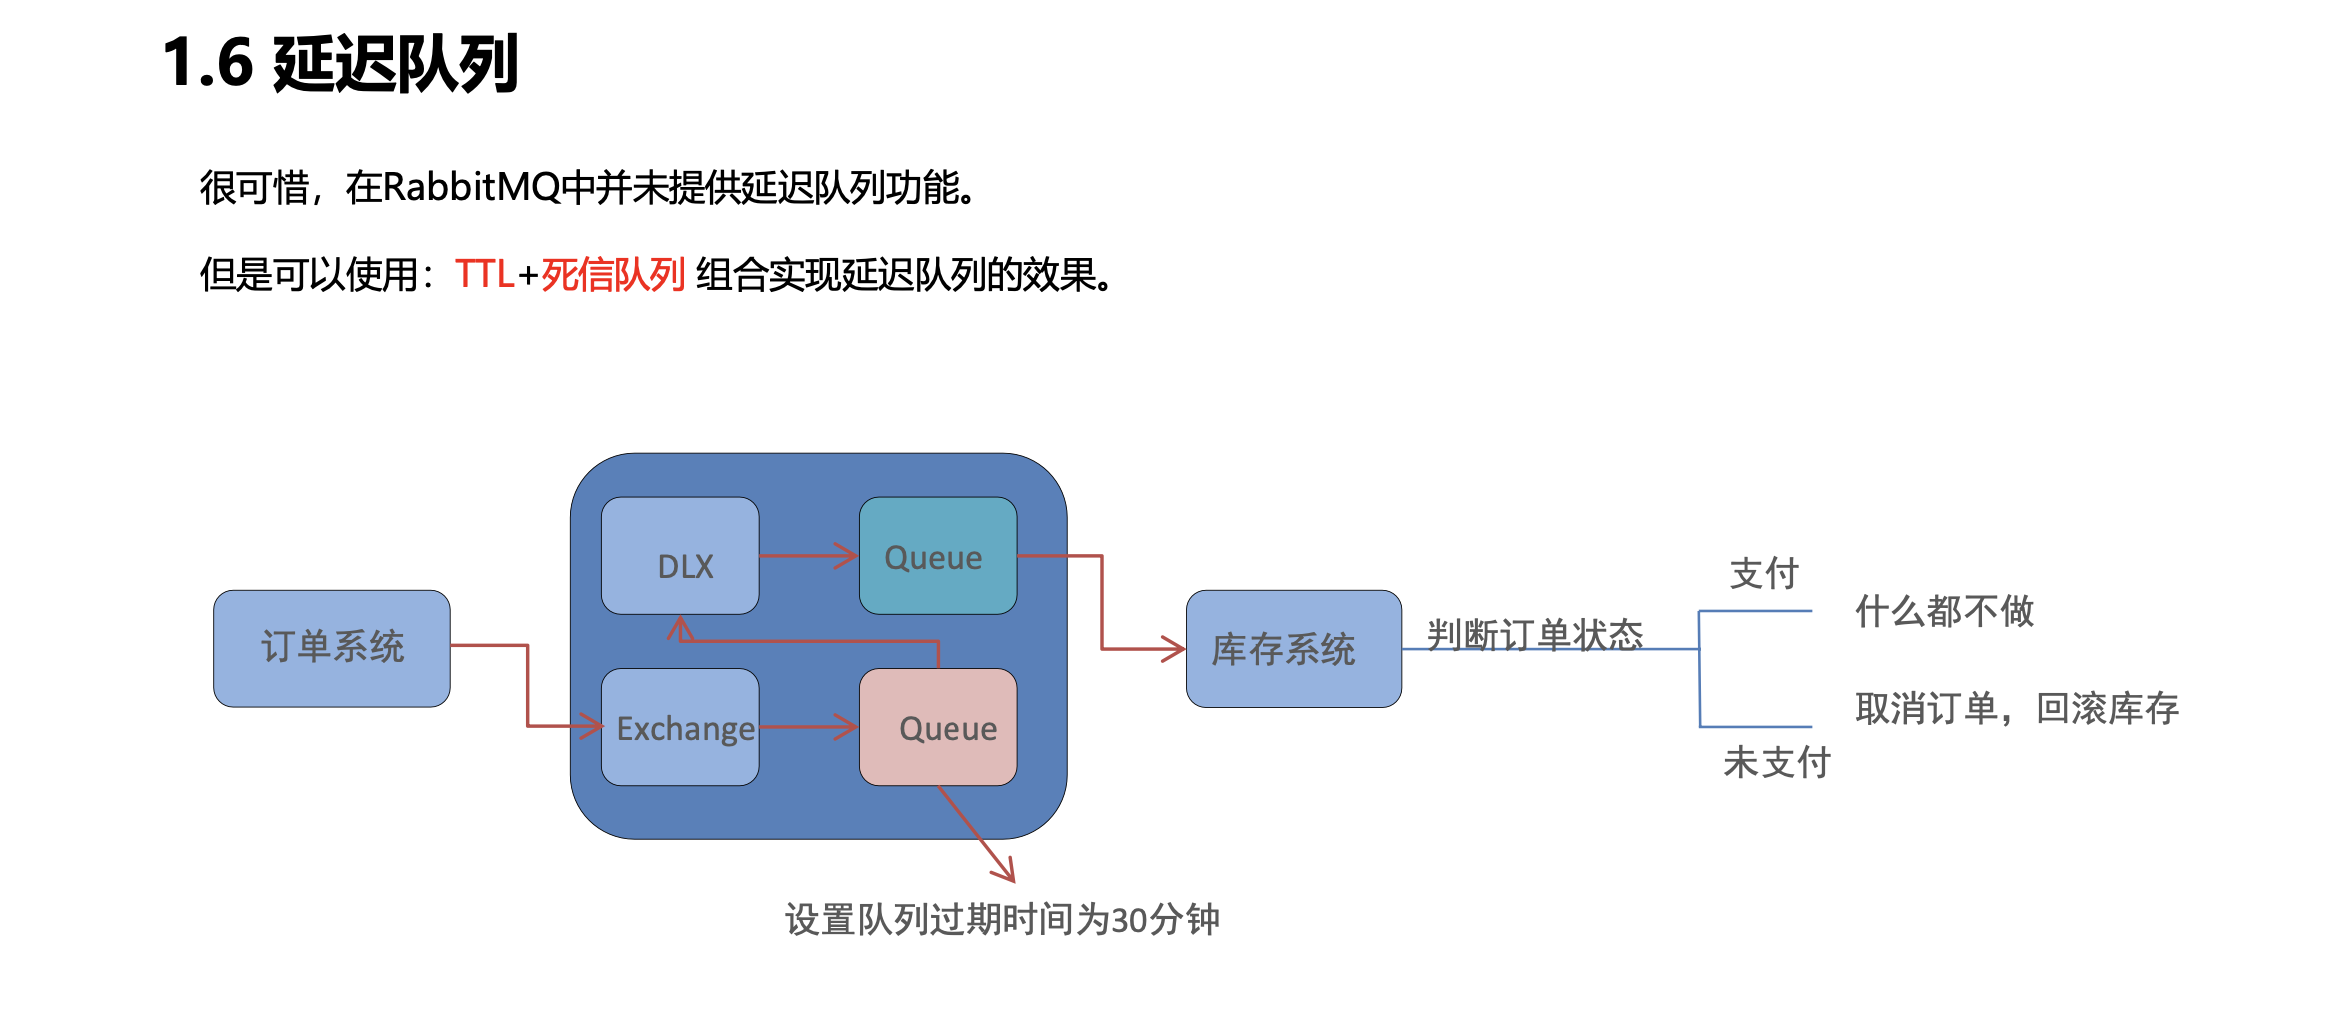 1.6 延迟队列
很可惜，在RabbitMQ中并未提供延迟队列功能。
但是可以使用：TTL+死信队列 组合实现延迟队列的效果。
DLX
Queue
订单系统
Exchange
Queue
设置队列过期时间为30分钟
库存系统
判断订单状态
支付
什么都不做
取消订单，回滚库存
未支付